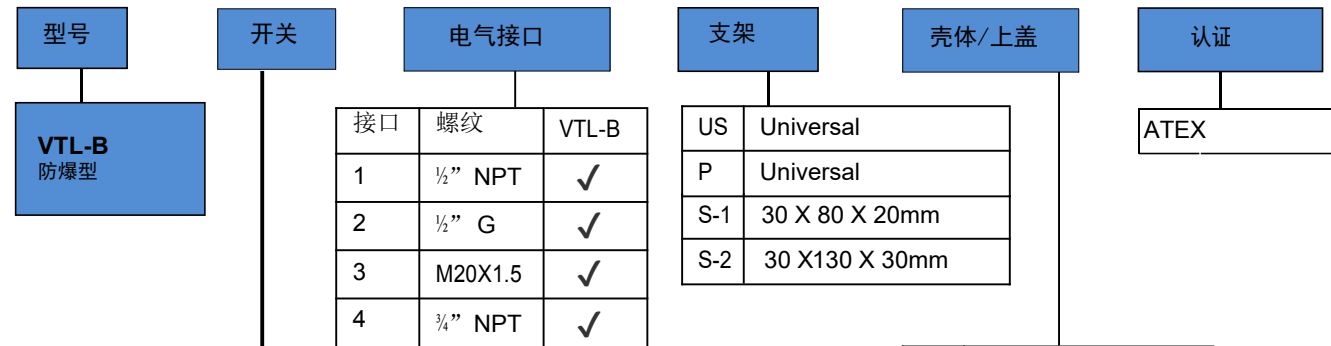 型号 开关 电气接口 支架 壳体/上盖 认证
VTL-B
防爆型
接口 螺纹 VTL-B
1 ½” NPT ✓
2 ½” G ✓
3 M20X1.5 ✓
4 ¾” NPT ✓
US Universal
P Universal
S-1 30 X 80 X 20mm
S-2 30 X130 X 30mm
ATEX